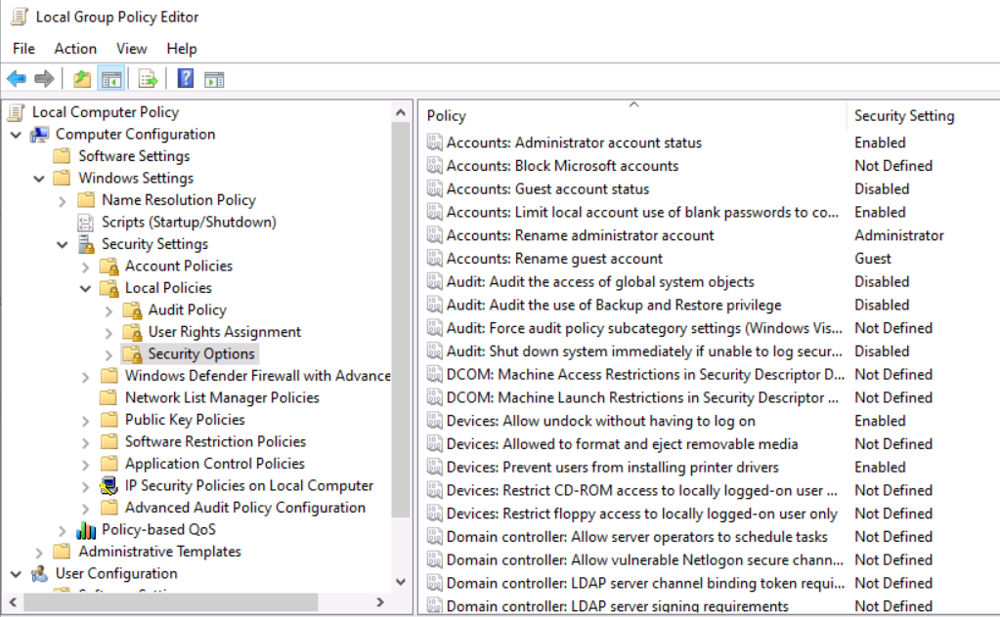 Local Group Policy Editor
File Action View Help
Local Computer Policy
Computer Configuration
Software Settings
Windows Settings
Name Resolution Policy
Scripts (Startup/Shutdown)
Security Settings
Account Policies
Local Policies
Audit Policy
User Rights Assignment
Security Options
Windows Defender Firewall with Advance
Network List Manager Policies
Public Key Policies
Software Restriction Policies
Application Control Policies
IP Security Policies on Local Computer
Advanced Audit Policy Configuration
Policy-based QoS
Administrative Templates
User Configuration
Policy Security Setting
Accounts: Administrator account status Enabled
Accounts: Block Microsoft accounts Not Defined
Accounts: Guest account status Disabled
Accounts: Limit local account use of blank passwords to co... Enabled
Accounts: Rename administrator account Administrator
Accounts: Rename guest account Guest
Audit: Audit the access of global system objects Disabled
Audit: Audit the use of Backup and Restore privilege Disabled
Audit: Force audit policy subcategory settings (Windows Vis... Not Defined
Audit: Shut down system immediately if unable to log secur... Disabled
DCOM: Machine Access Restrictions in Security Descriptor D... Not Defined
DCOM: Machine Launch Restrictions in Security Descriptor ... Not Defined
Devices: Allow undock without having to log on Enabled
Devices: Allowed to format and eject removable media Not Defined
Devices: Prevent users from installing printer drivers Enabled
Devices: Restrict CD-ROM access to locally logged-on user ... Not Defined
Devices: Restrict floppy access to locally logged-on user only Not Defined
Domain controller: Allow server operators to schedule tasks Not Defined
Domain controller: Allow vulnerable Netlogon secure chann... Not Defined
Domain controller: LDAP server channel binding token requi... Not Defined
Domain controller: LDAP server signing requirements Not Defined